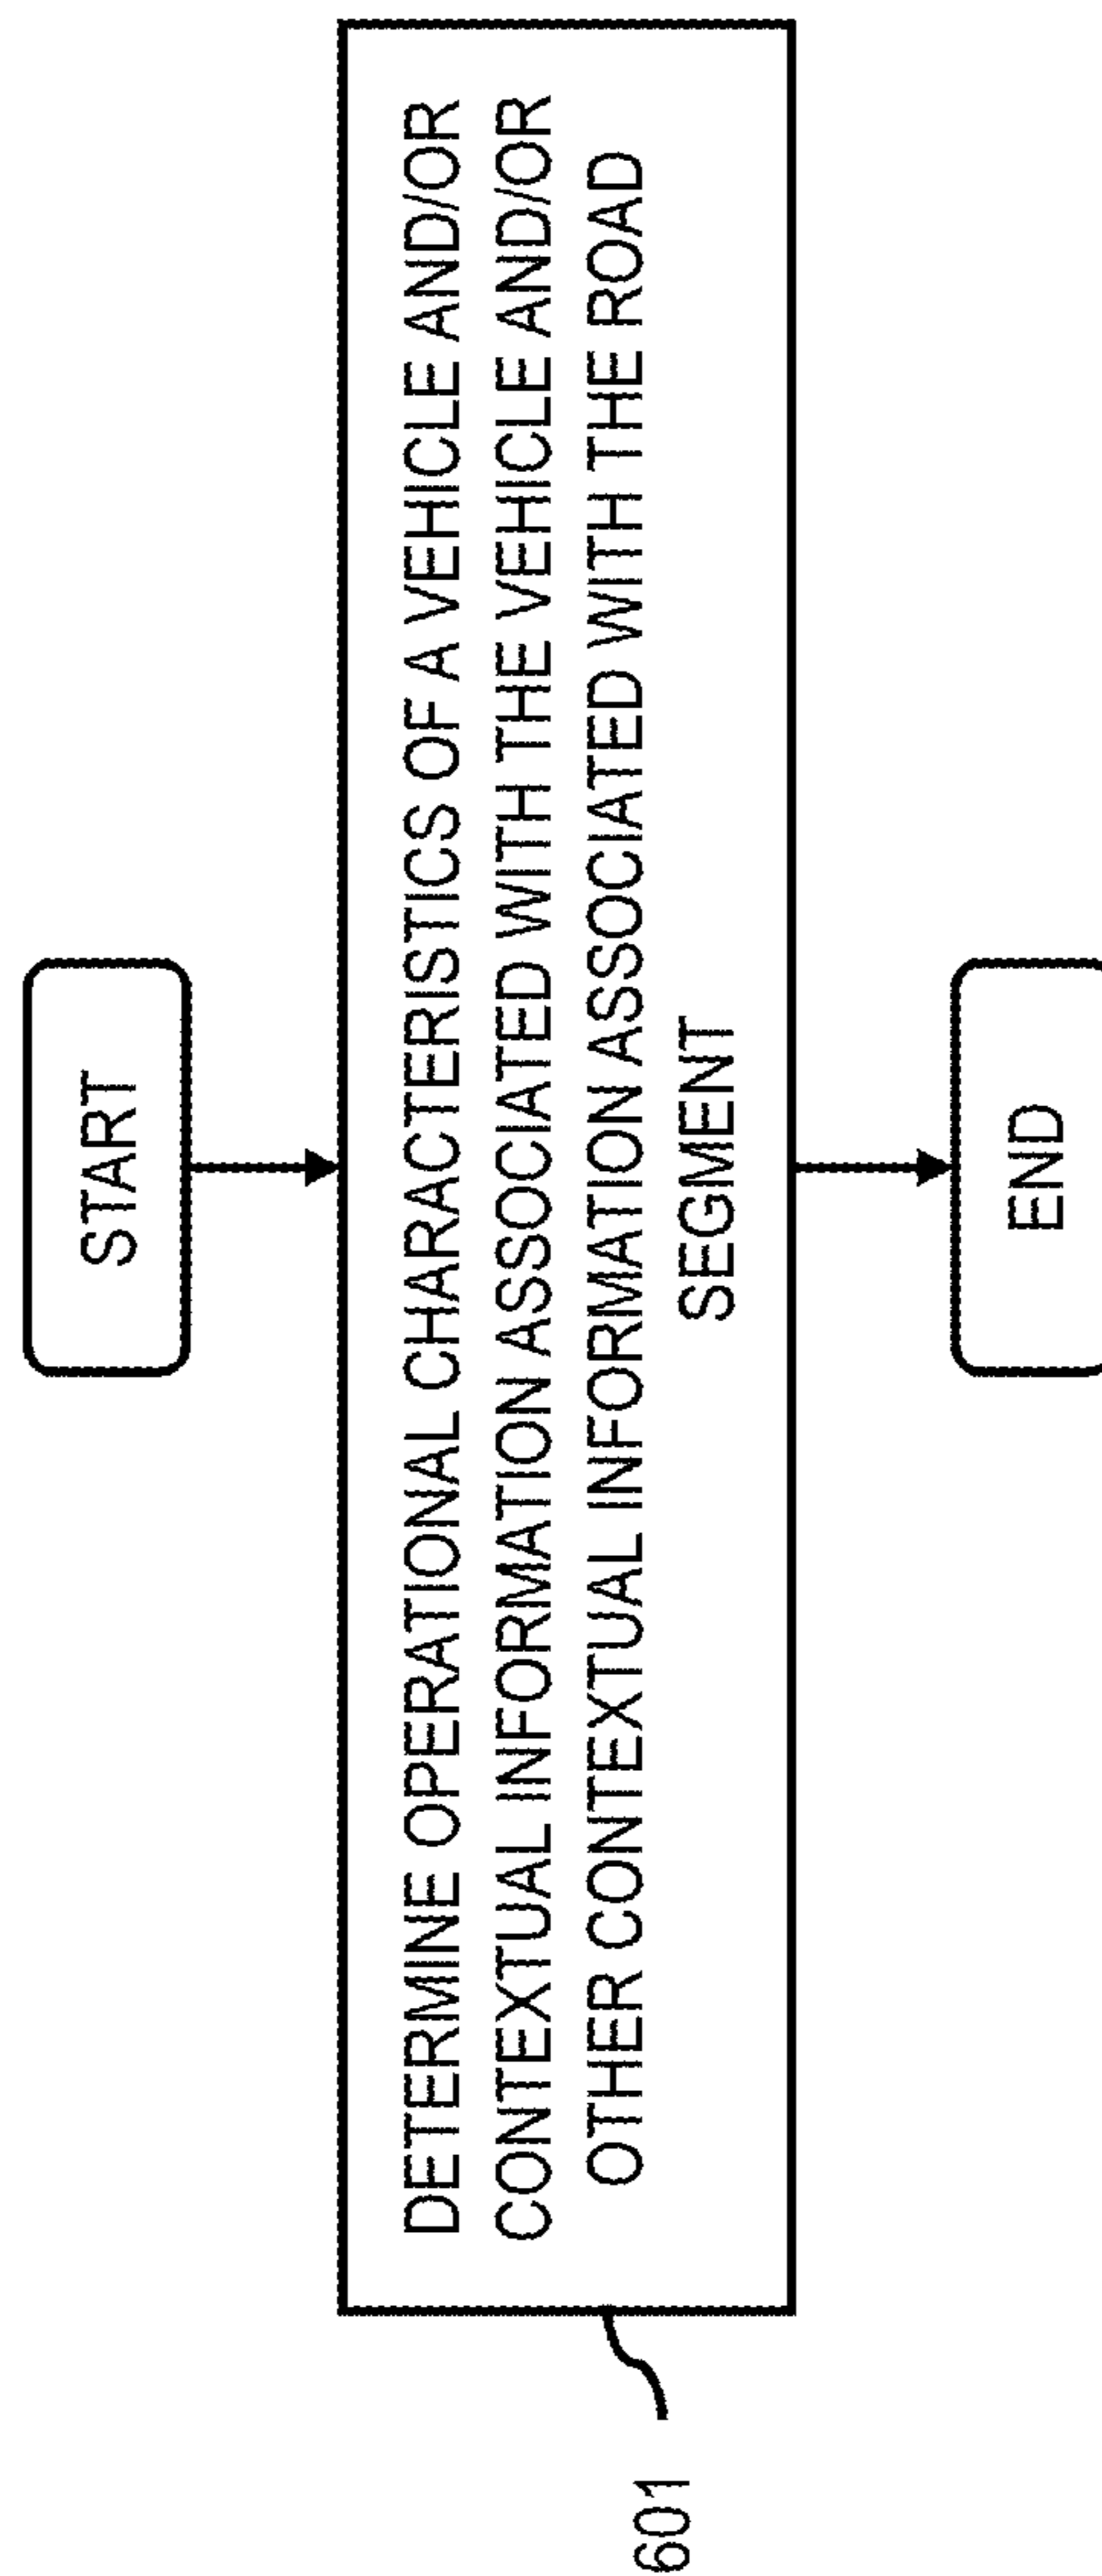 START
DETERMINE OPERATIONAL CHARACTERISTICS OF A VEHICLE AND/OR
CONTEXTUAL INFORMATION ASSOCIATED WITH THE VEHICLE AND/OR
OTHER CONTEXTUAL INFORMATION ASSOCIATED WITH THE ROAD
SEGMENT
601
END